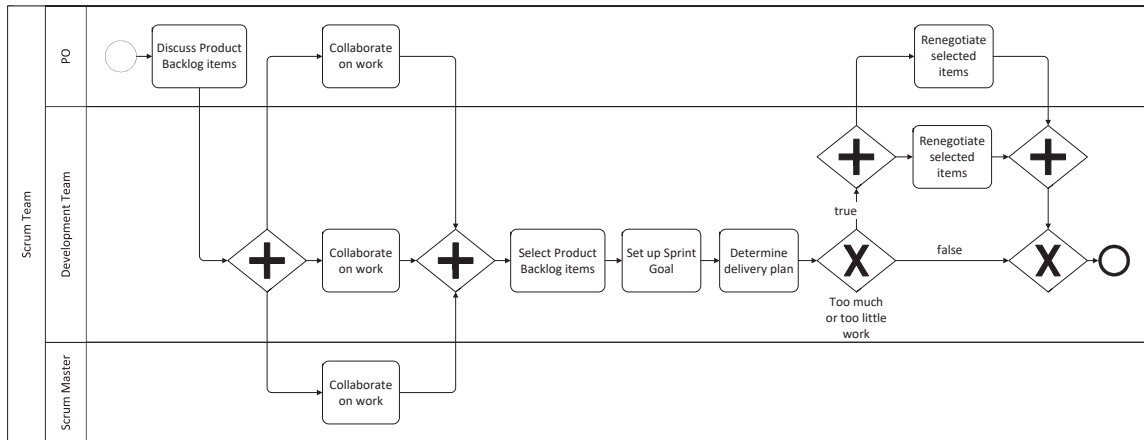 Scrum Team
PO
Discuss Product
Backlog items
Collaborate
on work
Renegotiate
selected
items
Development Team
Renegotiate
selected
items
true
Collaborate
on work
Select Product
Backlog items
Set up Sprint
Goal
Determine
delivery plan
false
Too much
or too little
work
Scrum Master
Collaborate
on work